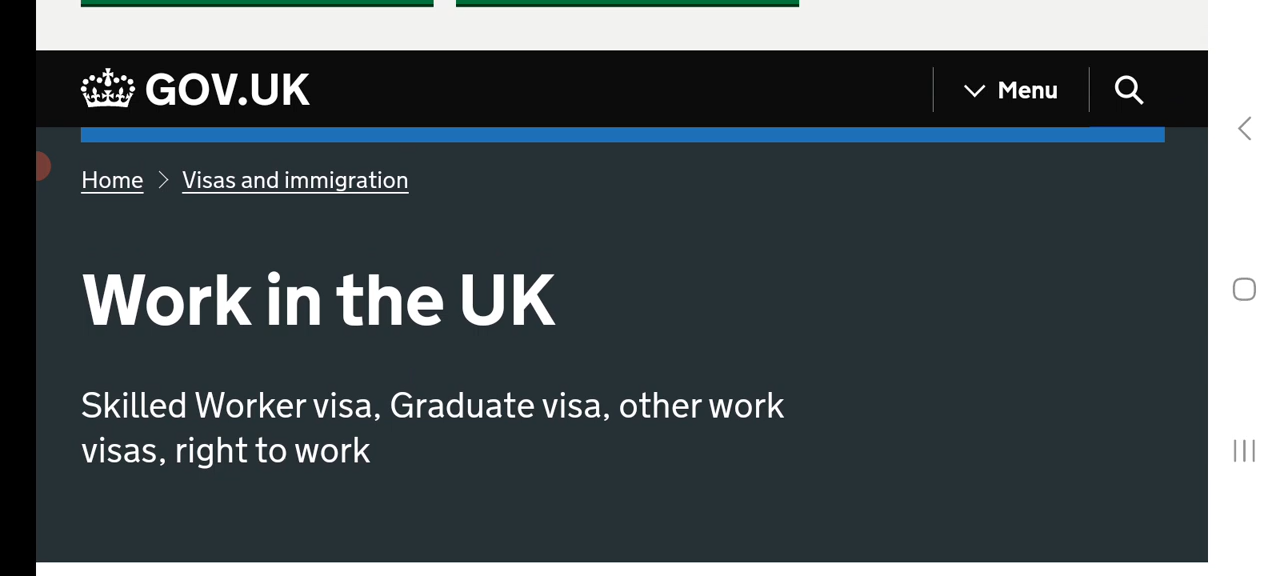 GOV.UK
Menu
Home
Visas and immigration
Work in the UK
Skilled Worker visa, Graduate visa, other work
visas, right to work